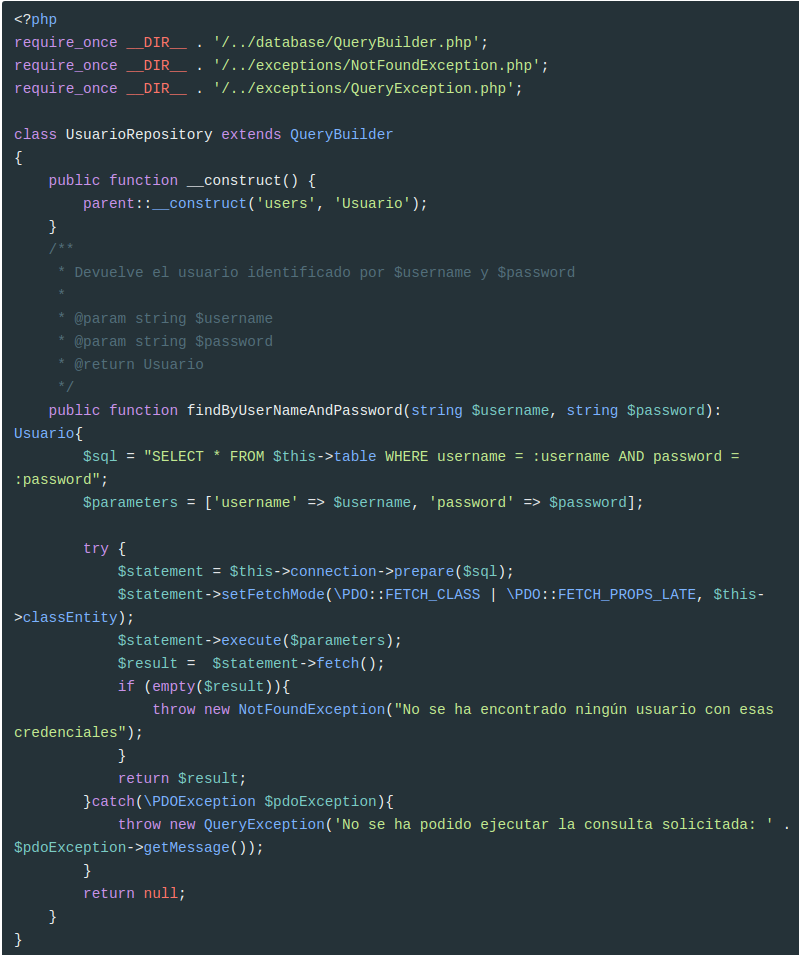 <?php
require_once __DIR__ . '/../database/QueryBuilder.php';
require_once __DIR__ . '/../exceptions/NotFoundException.php';
require_once __DIR__ . '/../exceptions/QueryException.php';

class UsuarioRepository extends QueryBuilder
{
    public function __construct() {
        parent::__construct('users', 'Usuario');
    }
    /**
     * Devuelve el usuario identificado por $username y $password
     *
     * @param string $username
     * @param string $password
     * @return Usuario
     */
    public function findByUserNameAndPassword(string $username, string $password):
Usuario{
        $sql = "SELECT * FROM $this->table WHERE username = :username AND password =
:password";
        $parameters = ['username' => $username, 'password' => $password];

        try {
            $statement = $this->connection->prepare($sql);
            $statement->setFetchMode(\PDO::FETCH_CLASS | \PDO::FETCH_PROPS_LATE, $this-
>classEntity);
            $statement->execute($parameters);
            $result =  $statement->fetch();
            if (empty($result)){
                throw new NotFoundException("No se ha encontrado ningún usuario con esas
credenciales");
            }
            return $result;
        }catch(\PDOException $pdoException){
            throw new QueryException('No se ha podido ejecutar la consulta solicitada: ' .
$pdoException->getMessage());
        }
        return null;
    }
}